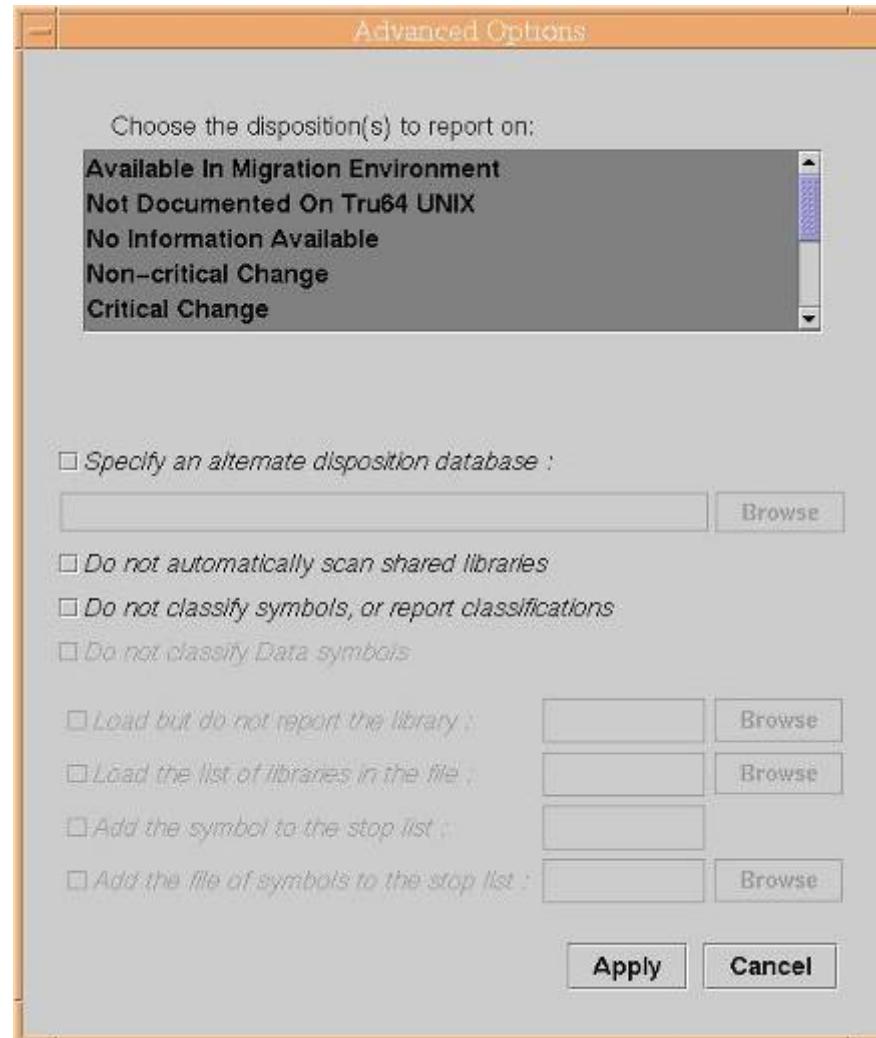 Advanced Options
Choose the disposition(s) to report on:
Available In Migration Environment
Not Documented On Tru64 UNIX
No Information Available
Non-critical Change
Critical Change
Specify an alternate disposition database :
Browse
Do not automatically scan shared libraries
Do not classify symbols, or report classifications
Do not classify Data symbols
Load but do not report the library : Browse
Load the list of libraries in the file : Browse
Add the symbol to the stop list :
Add the file of symbols to the stop list : Browse
Apply Cancel